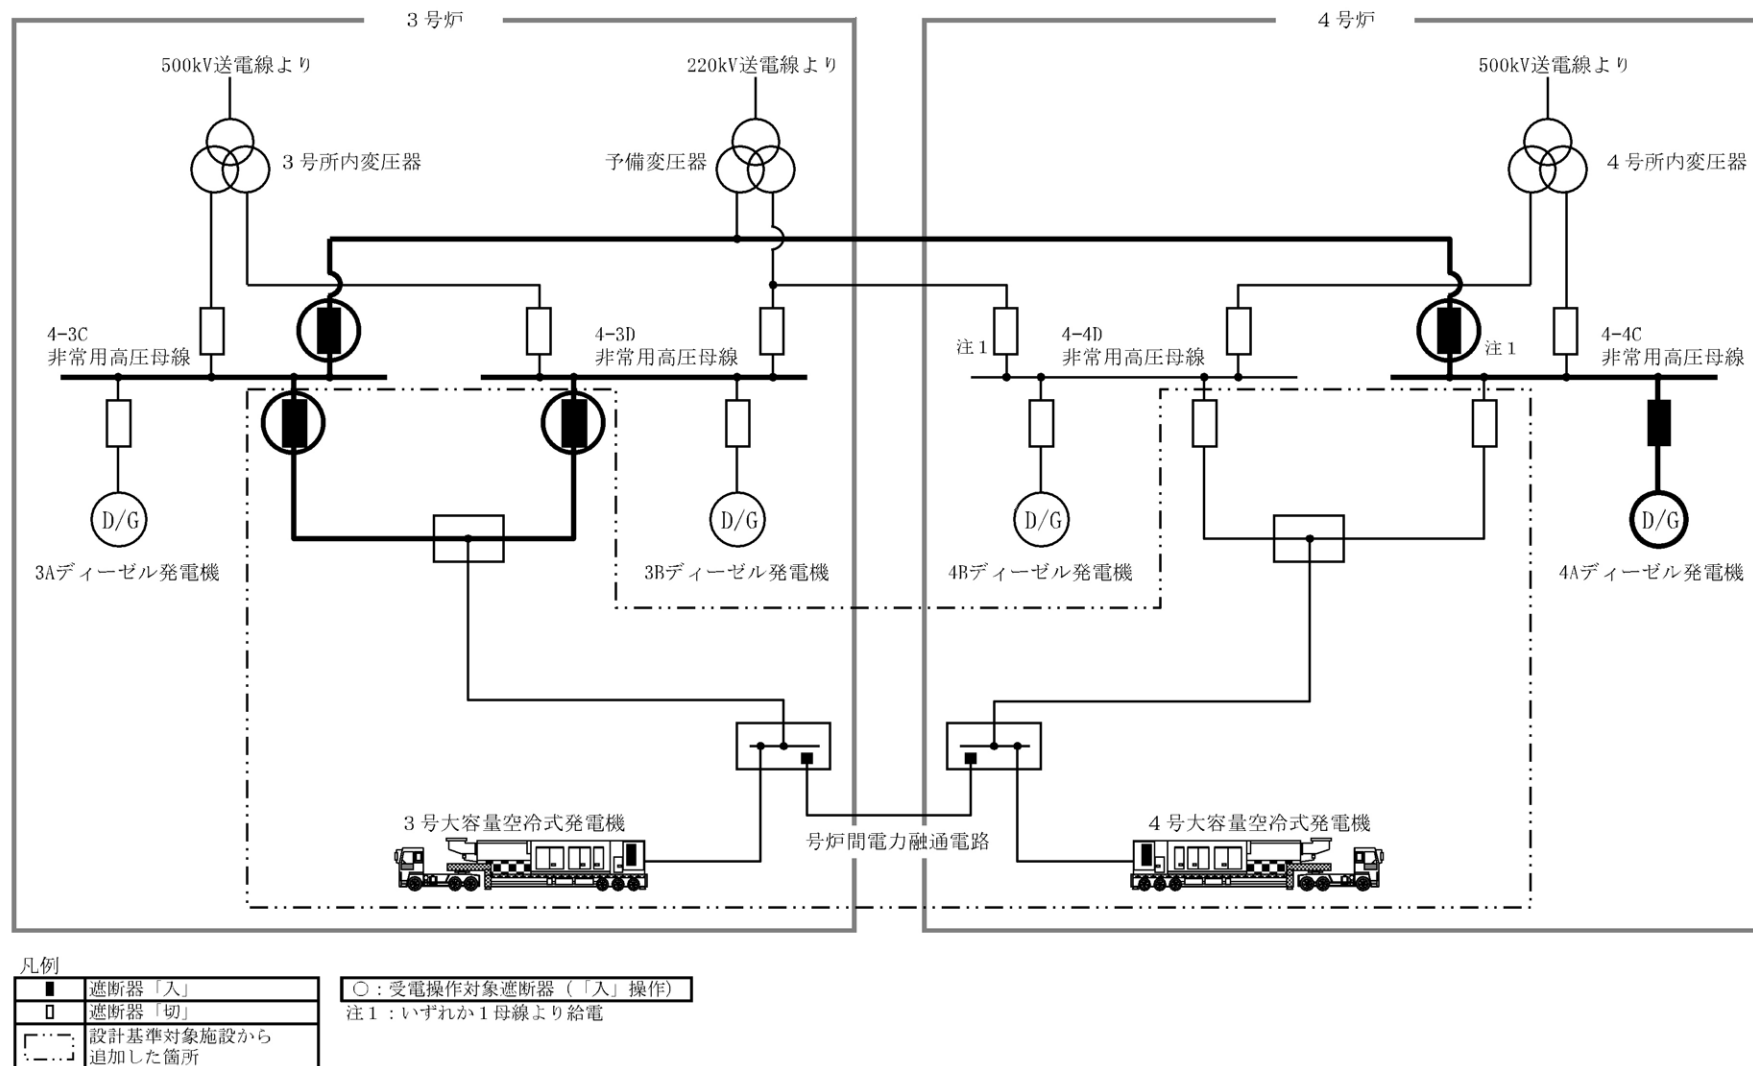 3号炉
4号炉
500kV送電線より
220kV送電線より
500kV送電線より
3号所内変圧器
予備変圧器
4号所内変圧器
4-3C
非常用高圧母線
4-3D
非常用高圧母線
注1
4-4D
非常用高圧母線
注1
4-4C
非常用高圧母線
D/G
D/G
D/G
D/G
3Aディーゼル発電機
3Bディーゼル発電機
4Bディーゼル発電機
4Aディーゼル発電機
3号大容量空冷式発電機
号炉間電力融通電路
4号大容量空冷式発電機
凡例
遮断器「入」
遮断器「切」
設計基準対象施設から
追加した箇所
○：受電操作対象遮断器（「入」操作）
注1：いずれか1母線より給電